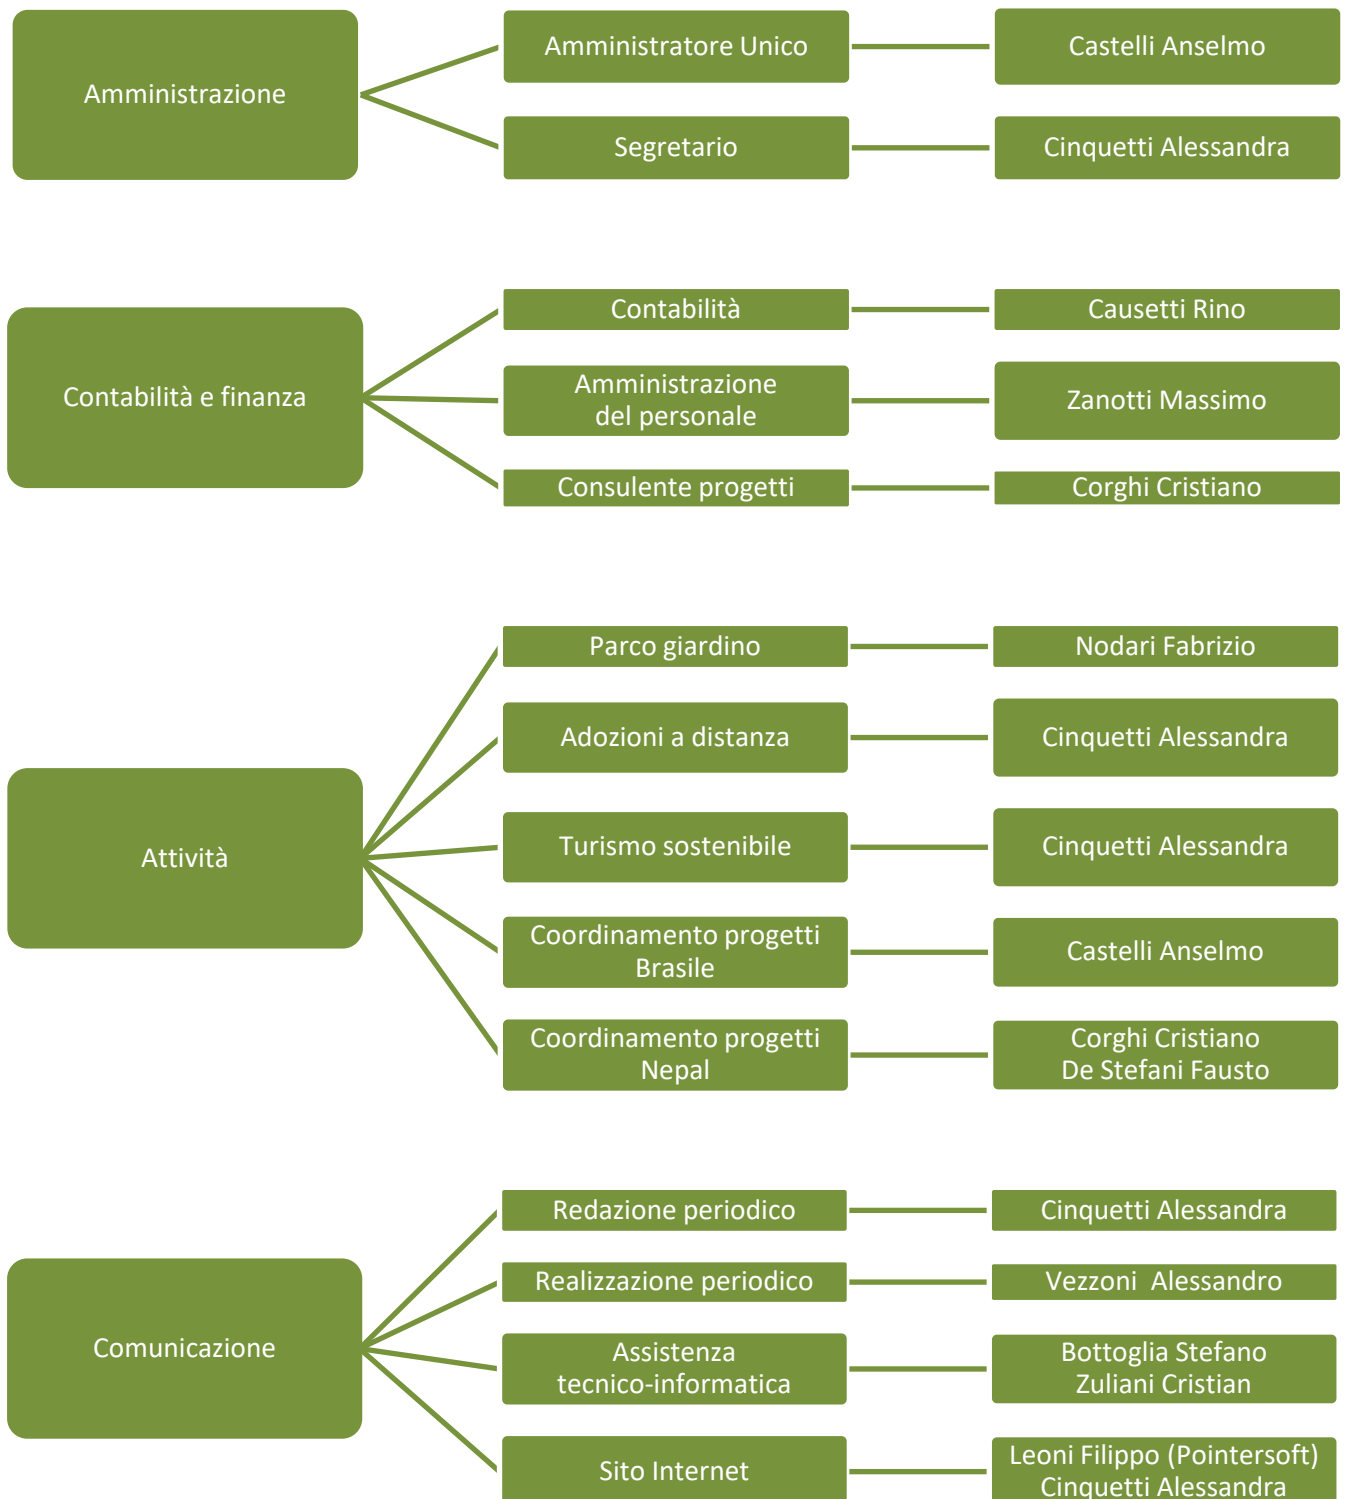 Amministrazione
Amministratore Unico
Castelli Anselmo
Segretario
Cinquetti Alessandra
Contabilità e finanza
Contabilità
Causetti Rino
Amministrazione
del personale
Zanotti Massimo
Consulente progetti
Corghi Cristiano
Attività
Parco giardino
Nodari Fabrizio
Adozioni a distanza
Cinquetti Alessandra
Turismo sostenibile
Cinquetti Alessandra
Coordinamento progetti
Brasile
Castelli Anselmo
Coordinamento progetti
Nepal
Corghi Cristiano
De Stefani Fausto
Comunicazione
Redazione periodico
Cinquetti Alessandra
Realizzazione periodico
Vezzoni  Alessandro
Assistenza
tecnico-informatica
Bottoglia Stefano
Zuliani Cristian
Sito Internet
Leoni Filippo (Pointersoft)
Cinquetti Alessandra